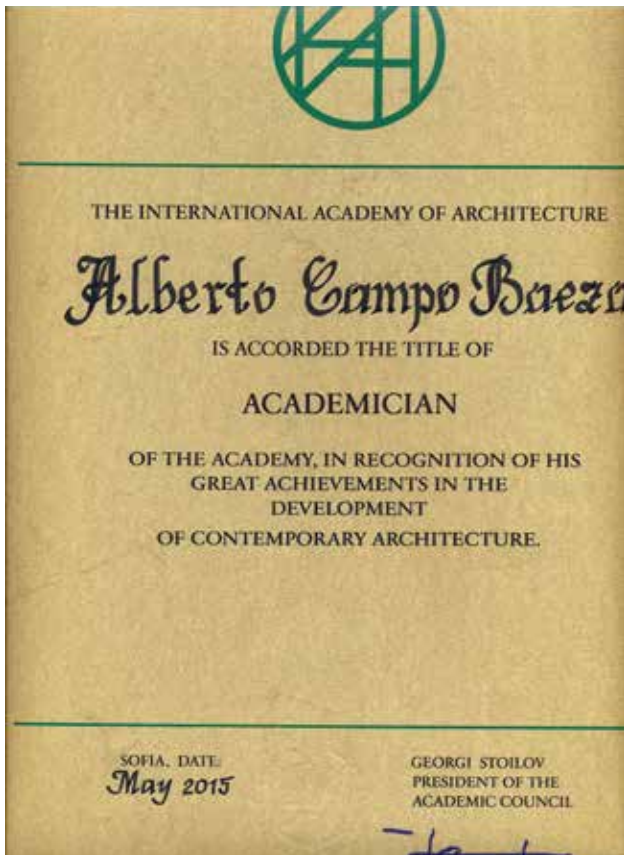 THE INTERNATIONAL ACADEMY OF ARCHITECTURE
Alberto Campo Baeza
IS ACCORDED THE TITLE OF
ACADEMICIAN
OF THE ACADEMY, IN RECOGNITION OF HIS
GREAT ACHIEVEMENTS IN THE
DEVELOPMENT
OF CONTEMPORARY ARCHITECTURE.
SOFIA, DATE:
May 2015
GEORGI STOILOV
PRESIDENT OF THE
ACADEMIC COUNCIL